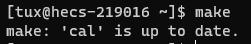 [tux@hecs-219016 ~]$ make
make: 'cal' is up to date.